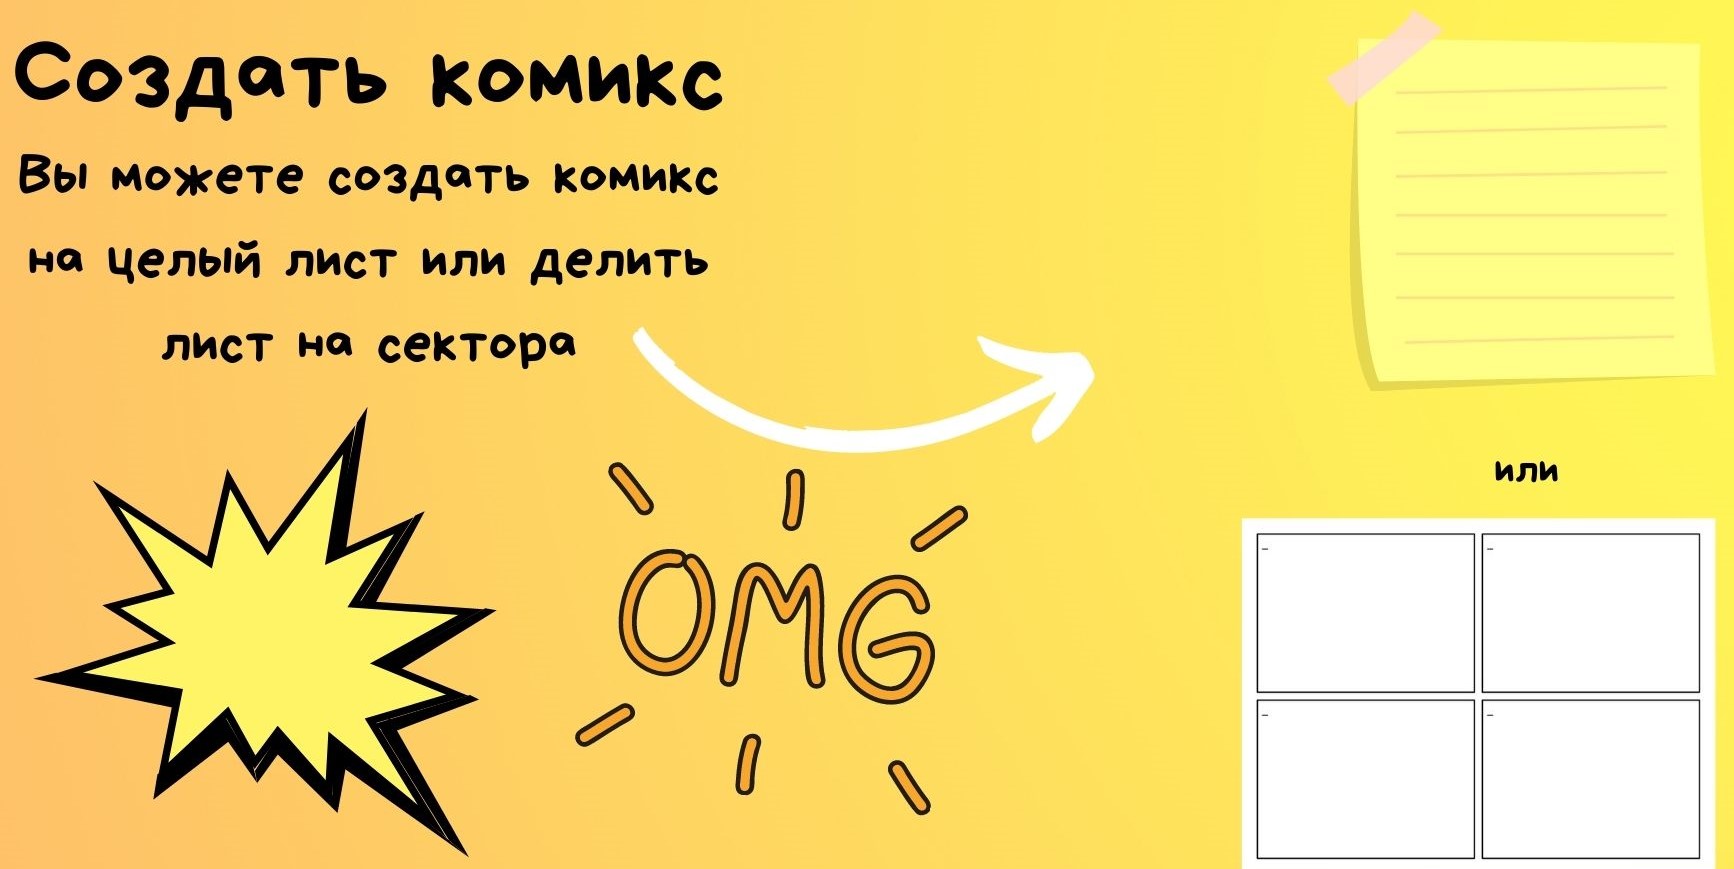 Создать комикс
Вы можете создать комикс
на целый лист или делить
лист на сектора
OMG
или